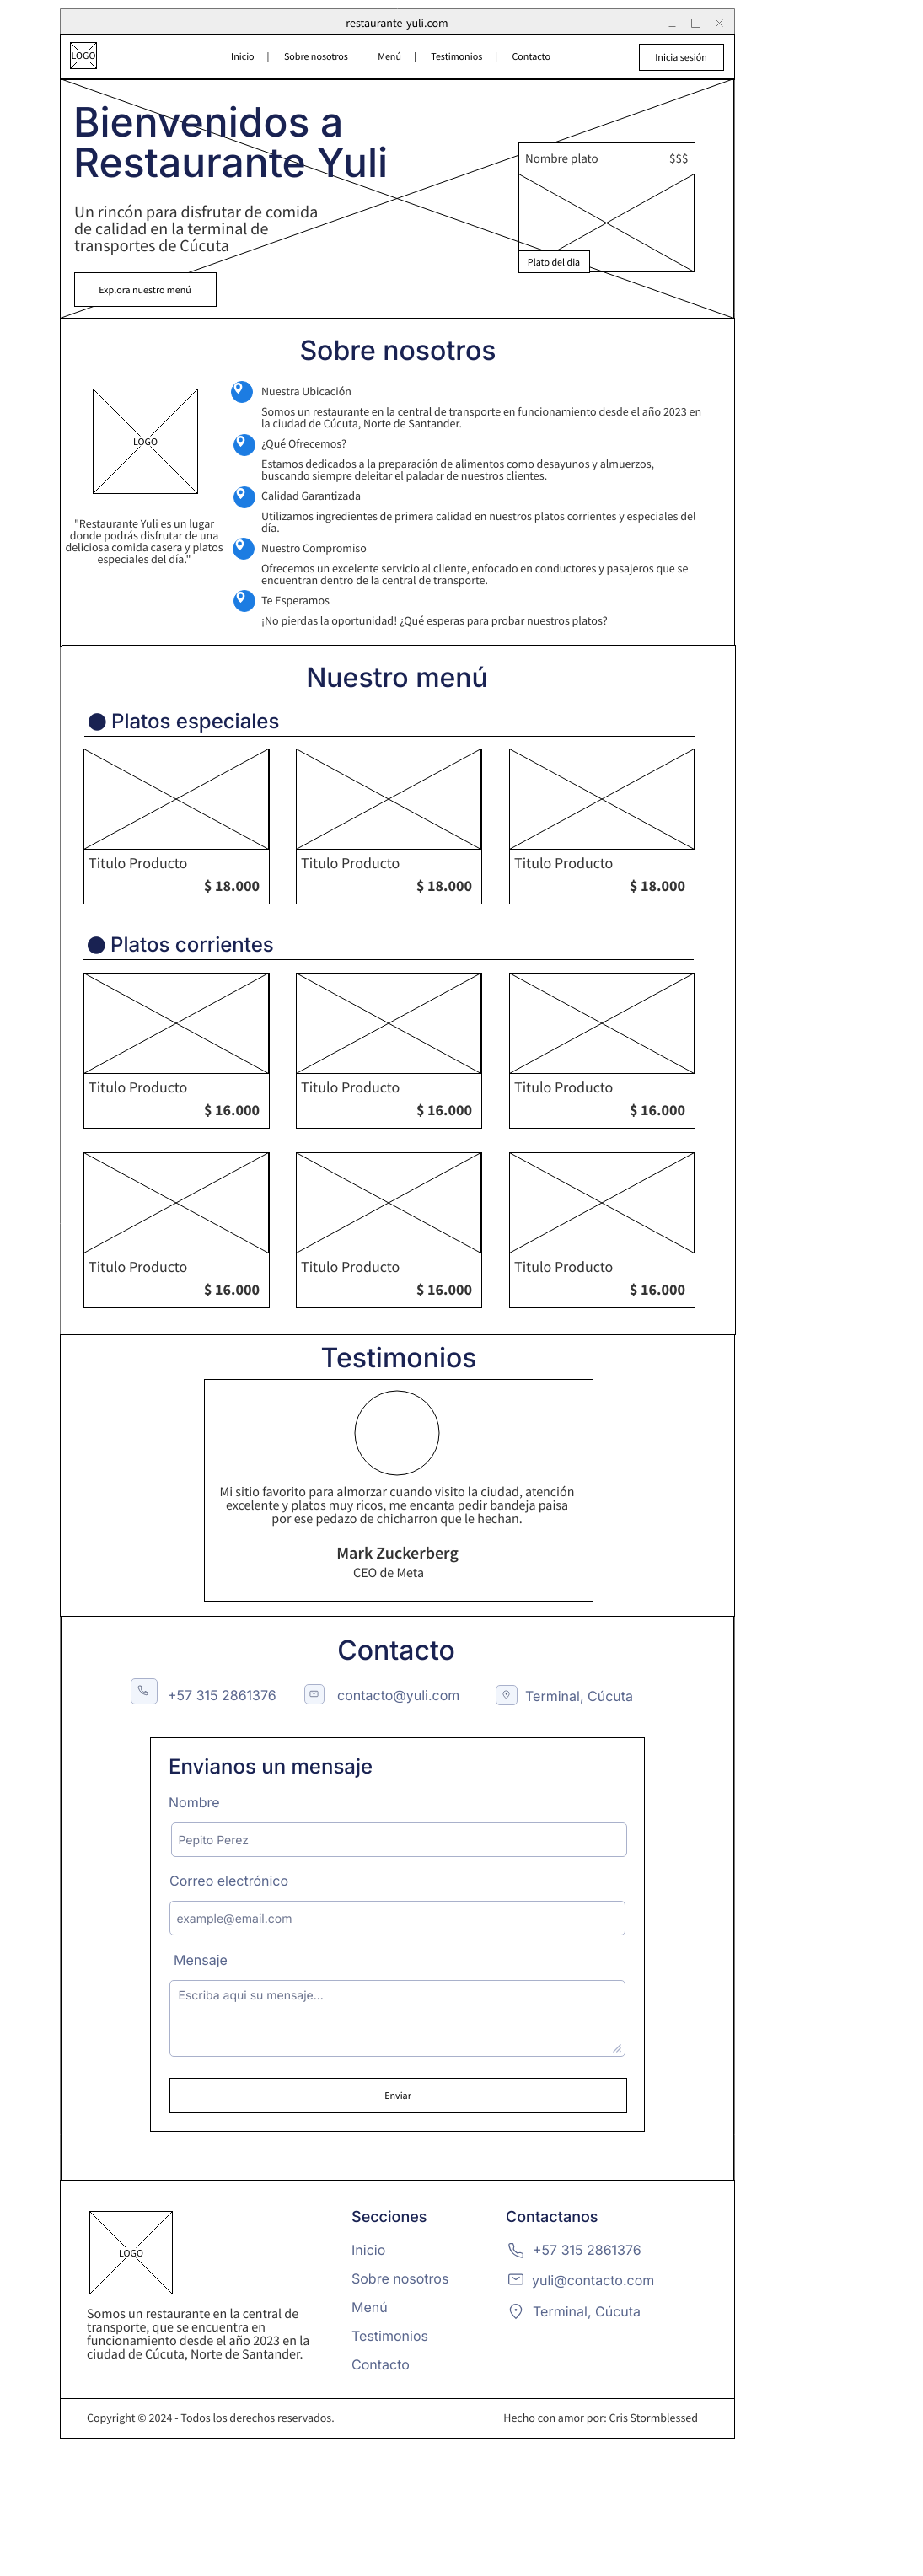 restaurante-yuli.com
LOGO
Inicio | Sobre nosotros | Menú | Testimonios | Contacto
Inicia sesión
Bienvenidos a
Restaurante Yuli
Un rincón para disfrutar de comida
de calidad en la terminal de
transportes de Cúcuta
Explora nuestro menú
Nombre plato $$$
Plato del dia
Sobre nosotros
LOGO
"Restaurante Yuli es un lugar
donde podrás disfrutar de una
deliciosa comida casera y platos
especiales del día."
Nuestra Ubicación
Somos un restaurante en la central de transporte en funcionamiento desde el año 2023 en
la ciudad de Cúcuta, Norte de Santander.
¿Qué Ofrecemos?
Estamos dedicados a la preparación de alimentos como desayunos y almuerzos,
buscando siempre deleitar el paladar de nuestros clientes.
Calidad Garantizada
Utilizamos ingredientes de primera calidad en nuestros platos corrientes y especiales del
día.
Nuestro Compromiso
Ofrecemos un excelente servicio al cliente, enfocado en conductores y pasajeros que se
encuentran dentro de la central de transporte.
Te Esperamos
¡No pierdas la oportunidad! ¿Qué esperas para probar nuestros platos?
Nuestro menú
Platos especiales
Titulo Producto
$ 18.000
Titulo Producto
$ 18.000
Titulo Producto
$ 18.000
Platos corrientes
Titulo Producto
$ 16.000
Titulo Producto
$ 16.000
Titulo Producto
$ 16.000
Titulo Producto
$ 16.000
Titulo Producto
$ 16.000
Titulo Producto
$ 16.000
Testimonios
Mi sitio favorito para almorzar cuando visito la ciudad, atención
excelente y platos muy ricos, me encanta pedir bandeja paisa
por ese pedazo de chicharron que le hechan.
Mark Zuckerberg
CEO de Meta
Contacto
+57 315 2861376
contacto@yuli.com
Terminal, Cúcuta
Envianos un mensaje
Nombre
Pepito Perez
Correo electrónico
example@email.com
Mensaje
Escriba aqui su mensaje...
Enviar
LOGO
Somos un restaurante en la central de
transporte, que se encuentra en
funcionamiento desde el año 2023 en la
ciudad de Cúcuta, Norte de Santander.
Secciones
Inicio
Sobre nosotros
Menú
Testimonios
Contacto
Contactanos
+57 315 2861376
yuli@contacto.com
Terminal, Cúcuta
Copyright © 2024 - Todos los derechos reservados.
Hecho con amor por: Cris Stormblessed